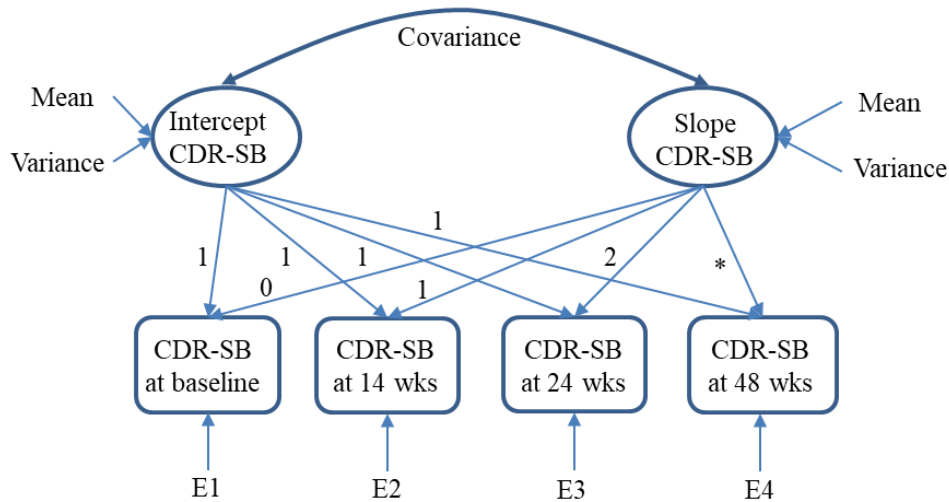 Covariance
Mean
Variance
Intercept
CDR-SB
Slope
CDR-SB
Mean
Variance
1
1
1
1
0
1
2
*
CDR-SB
at baseline
CDR-SB
at 14 wks
CDR-SB
at 24 wks
CDR-SB
at 48 wks
E1
E2
E3
E4